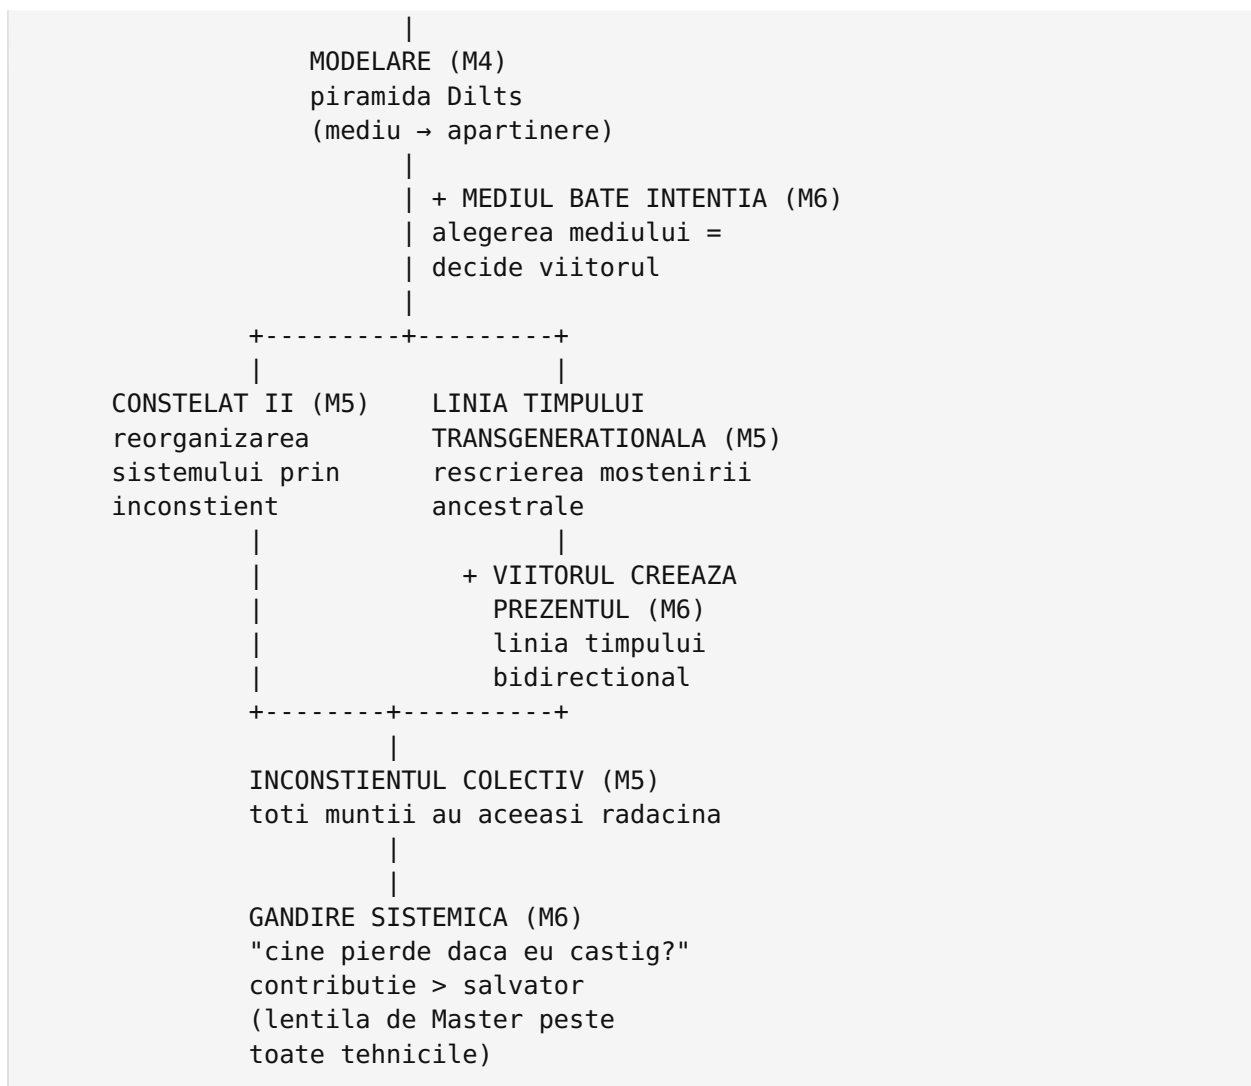 |
MODELARE (M4)
piramida Dilts
(mediu → apartinere)
|
| + MEDIUL BATE INTENTIA (M6)
| alegerea mediului =
| decide viitorul
|
+---------+---------+
| |
CONSTELAT II (M5) LINIA TIMPULUI
reorganizarea TRANSGENERATIONALA (M5)
sistemului prin rescrierea mostenirii
inconstient ancestrale
| |
| + VIITORUL CREEAZA
| PREZENTUL (M6)
| linia timpului
| bidirectional
+--------+----------+
|
INCONSTIENTUL COLECTIV (M5)
toti muntii au aceeasi radacina
|
|
GANDIRE SISTEMICA (M6)
"cine pierde daca eu castig?"
contributie > salvator
(lentila de Master peste
toate tehnicile)